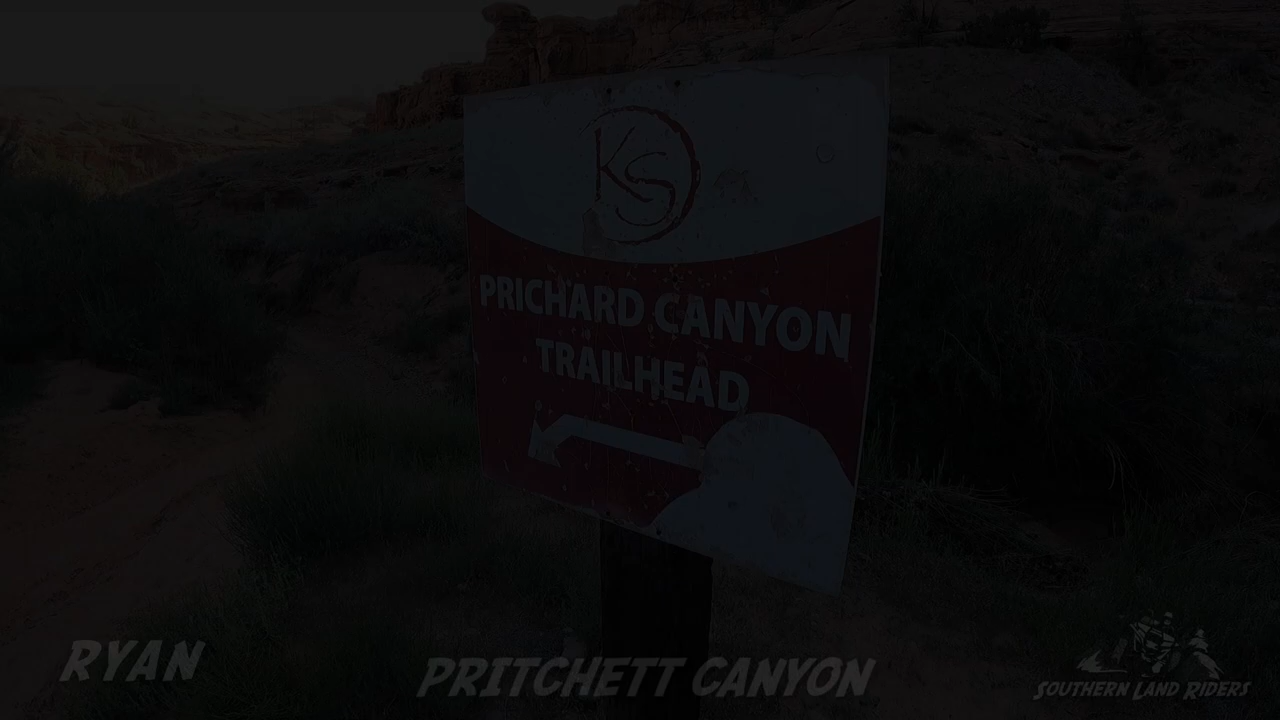 KS
PRICHARD CANYON
TRAILHEAD
RYAN
PRITCHETT CANYON
SOUTHERN LAND RIDERS